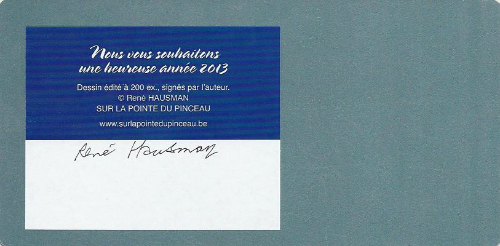 Nous vous souhaitons
une heureuse année 2013
Dessin édité à 200 ex., signés par l'auteur.
© René HAUSMAN
SUR LA POINTE DU PINCEAU
www.surlapointedupinceau.be
René Hausman